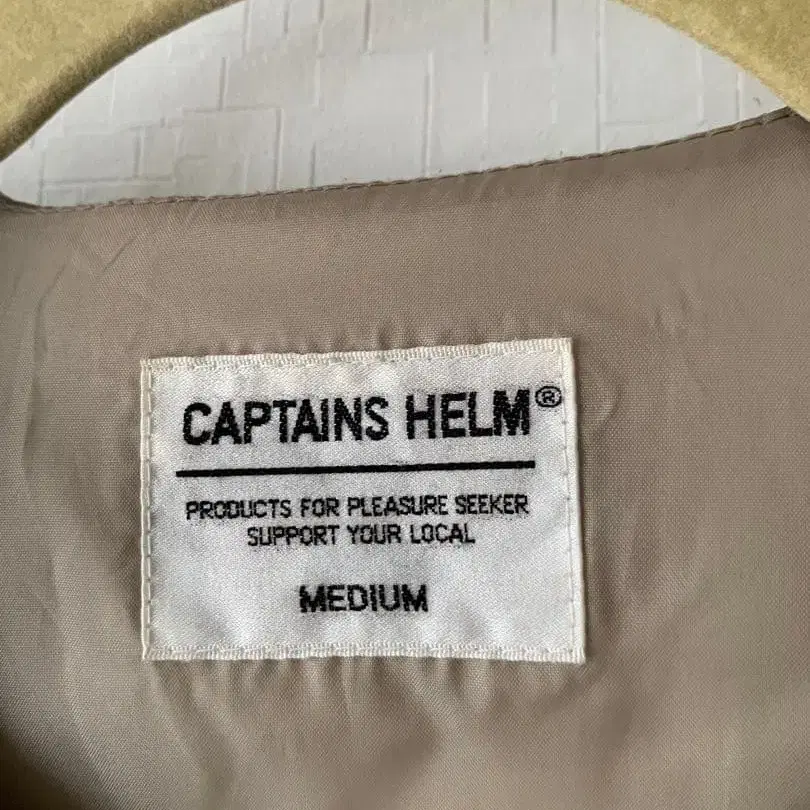 CAPTAINS HELM®
PRODUCTS FOR PLEASURE SEEKER
SUPPORT YOUR LOCAL
MEDIUM